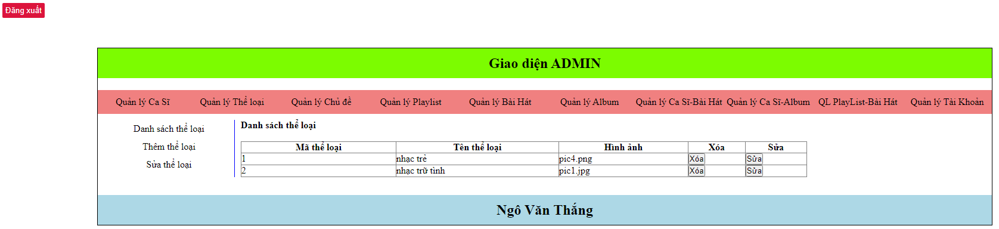 Đăng xuất
Giao diện ADMIN
Quản lý Ca Sĩ Quản lý Thể loại Quản lý Chủ đề Quản lý Playlist Quản lý Bài Hát Quản lý Album Quản lý Ca Sĩ-Bài Hát Quản lý Ca Sĩ-Album QL PlayList-Bài Hát Quản lý Tài Khoản
Danh sách thể loại
Thêm thể loại
Sửa thể loại
Danh sách thể loại
Mã thể loại Tên thể loại Hình ảnh Xóa Sửa
1 nhạc trẻ pic4.png Xóa Sửa
2 nhạc trữ tình pic1.jpg Xóa Sửa
Ngô Văn Thắng